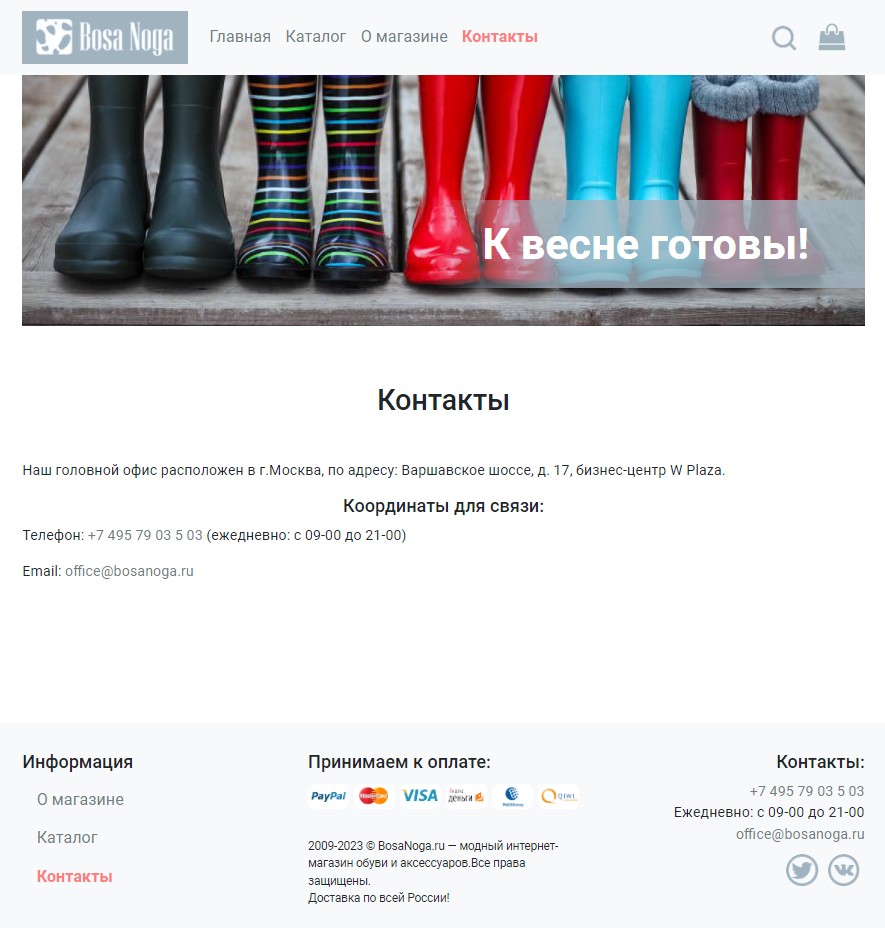 Bosa Noga
Главная Каталог О магазине Контакты
К весне готовы!
Контакты
Наш головной офис расположен в г.Москва, по адресу: Варшавское шоссе, д. 17, бизнес-центр W Plaza.
Координаты для связи:
Телефон: +7 495 79 03 5 03 (ежедневно: с 09-00 до 21-00)
Email: office@bosanoga.ru
Информация
О магазине
Каталог
Контакты
Принимаем к оплате:
PayPal MasterCard VISA Яндекс деньги WebMoney QIWI
2009-2023 © BosaNoga.ru — модный интернет-
магазин обуви и аксессуаров.Все права
защищены.
Доставка по всей России!
Контакты:
+7 495 79 03 5 03
Ежедневно: с 09-00 до 21-00
office@bosanoga.ru